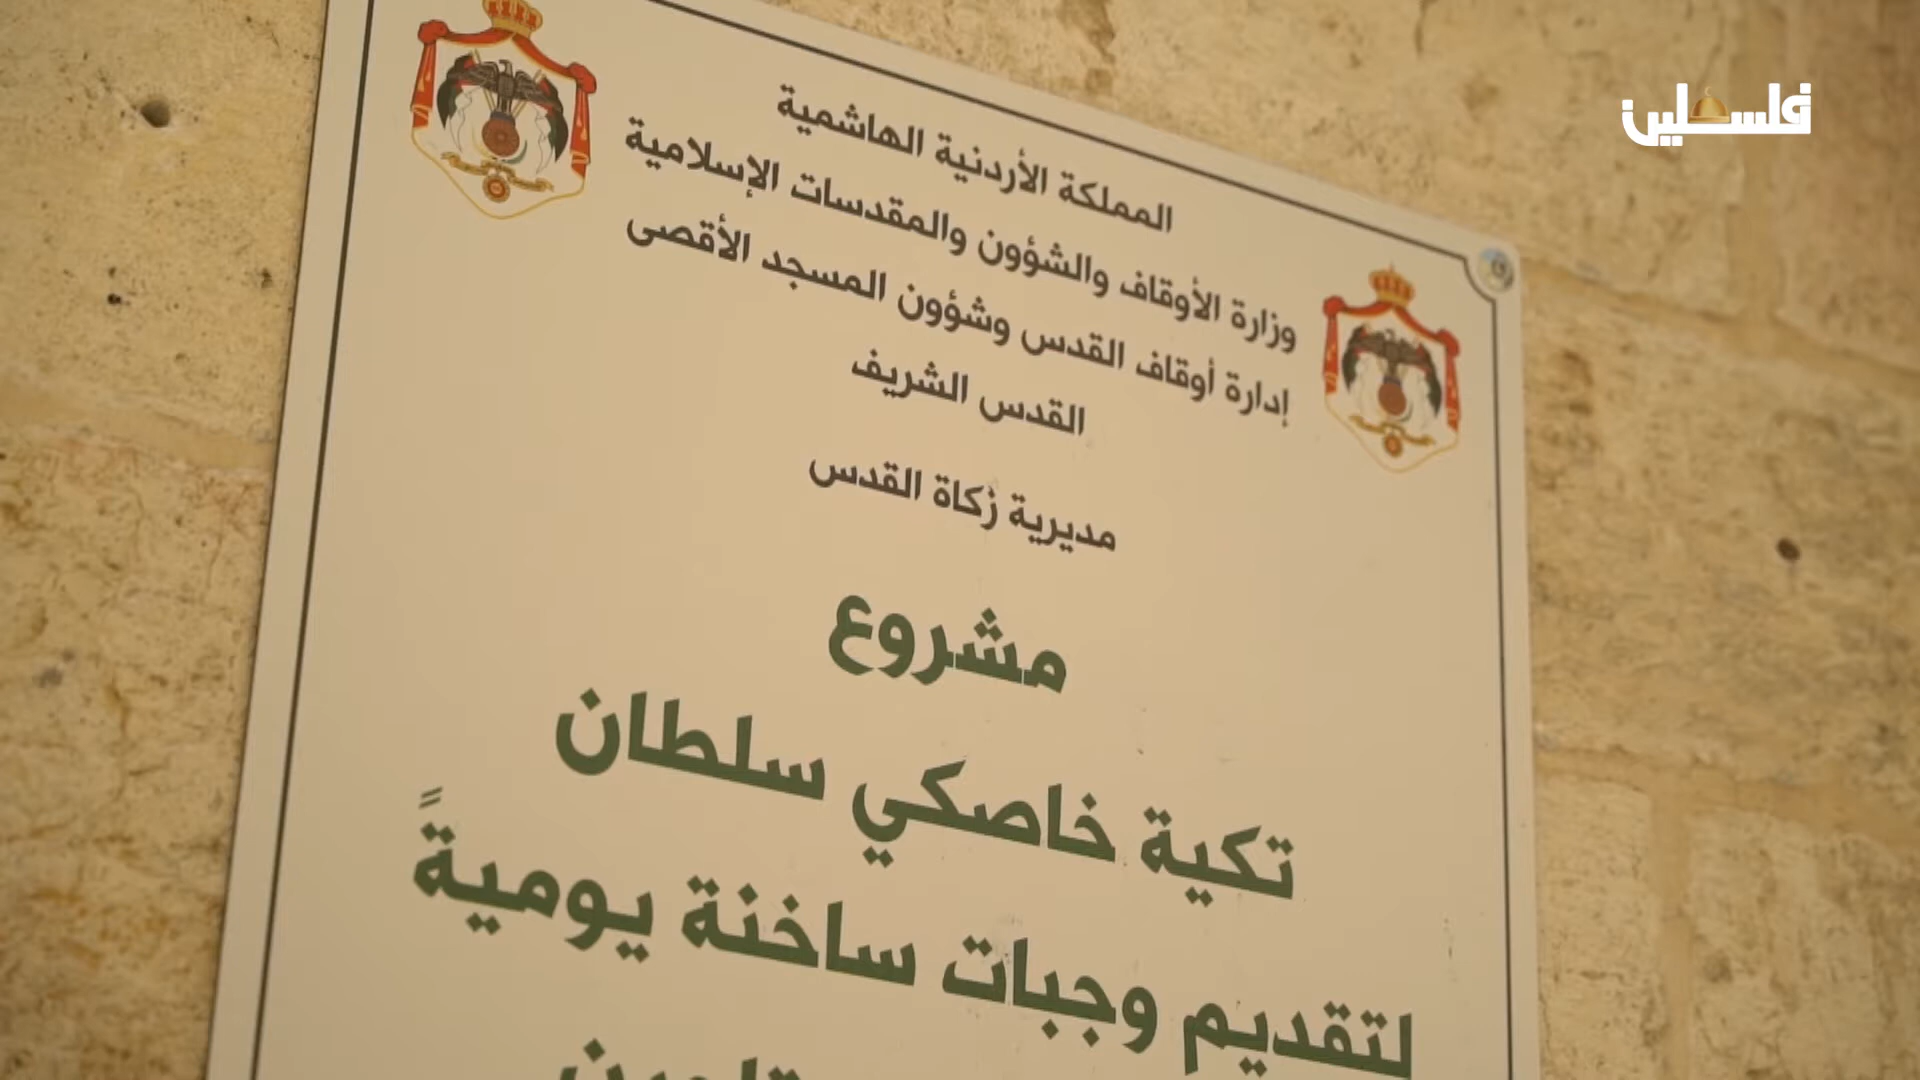 فلسطين
المملكة الأردنية الهاشمية
وزارة الأوقاف والشؤون والمقدسات الإسلامية
إدارة أوقاف القدس وشؤون المسجد الأقصى
القدس الشريف
مديرية زكاة القدس
مشروع
تكية خاصكي سلطان
لتقديم وجبات ساخنة يوميةً